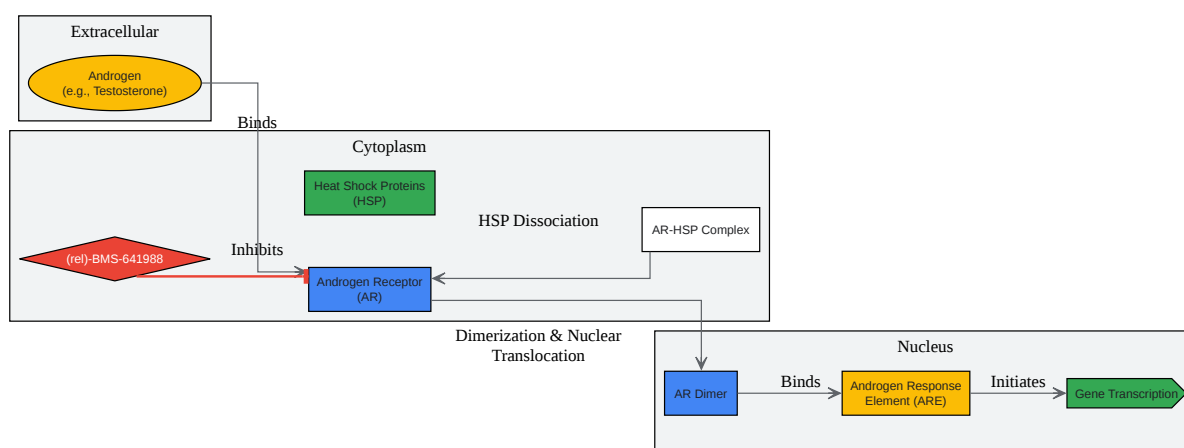 Extracellular
Androgen
(e.g., Testosterone)
Binds
Cytoplasm
Heat Shock Proteins
(HSP)
HSP Dissociation
AR-HSP Complex
(rel)-BMS-641988
Inhibits
Androgen Receptor
(AR)
Dimerization & Nuclear
Translocation
Nucleus
AR Dimer
Binds
Androgen Response
Element (ARE)
Initiates
Gene Transcription